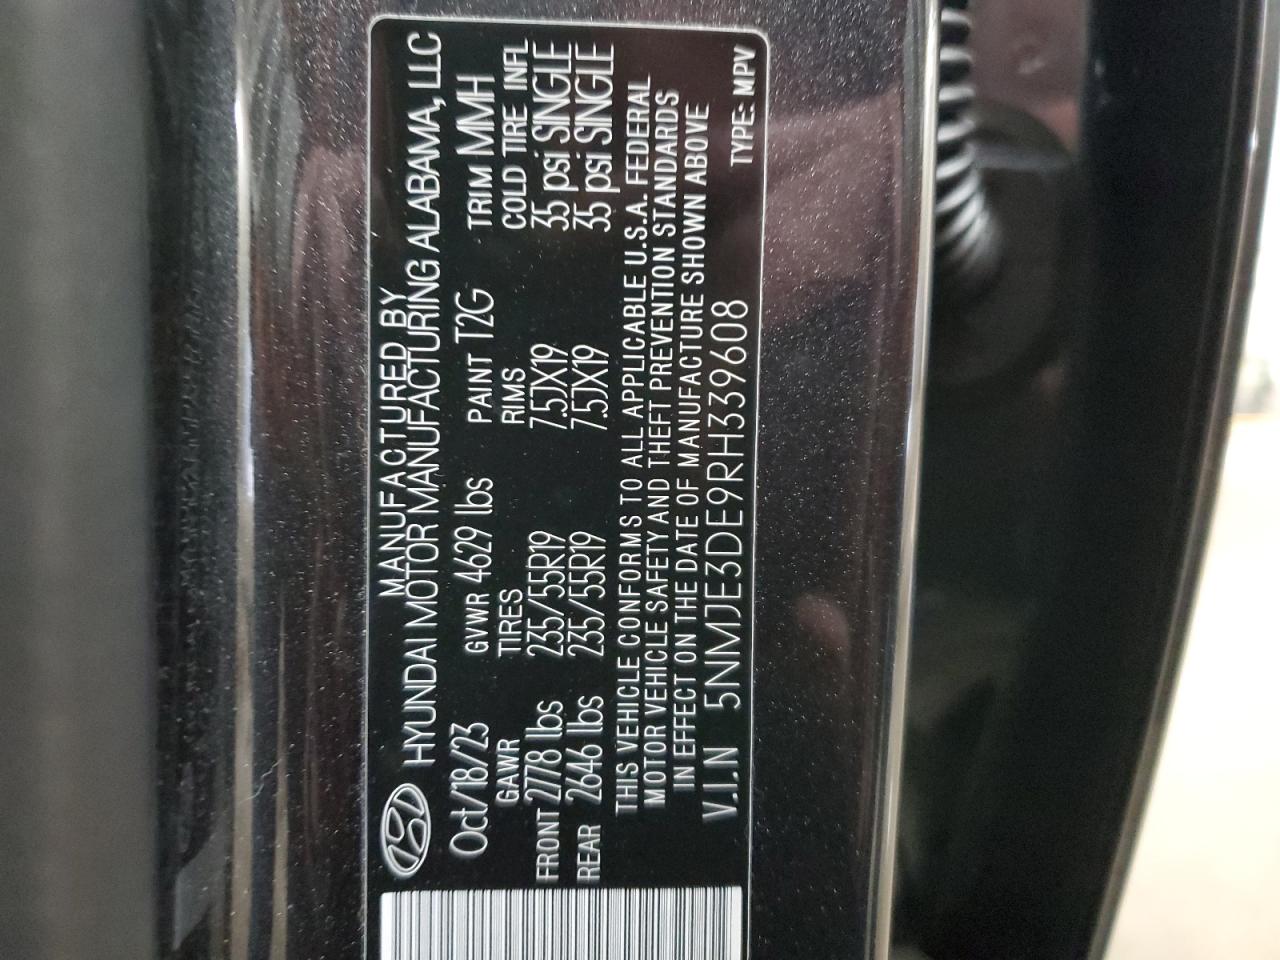 MANUFACTURED BY
HYUNDAI MOTOR MANUFACTURING ALABAMA, LLC
Oct/18/23 GVWR 4629 lbs PAINT T2G TRIM MMH
GAWR TIRES RIMS COLD TIRE INFL
FRONT 2778 lbs 235/55R19 7.5JX19 35 psi SINGLE
REAR 2646 lbs 235/55R19 7.5JX19 35 psi SINGLE
THIS VEHICLE CONFORMS TO ALL APPLICABLE U.S.A. FEDERAL
MOTOR VEHICLE SAFETY AND THEFT PREVENTION STANDARDS
IN EFFECT ON THE DATE OF MANUFACTURE SHOWN ABOVE
V.I.N 5NMJE3DE9RH339608
TYPE: MPV